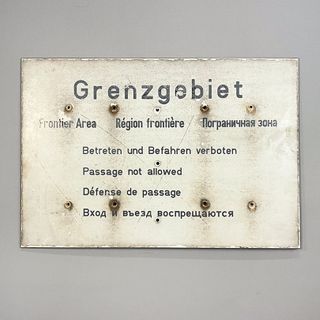 Grenzgebiet
Frontier Area Région frontière Пограничная зона
Betreten und Befahren verboten
Passage not allowed
Défense de passage
Вход и въезд воспрещаются